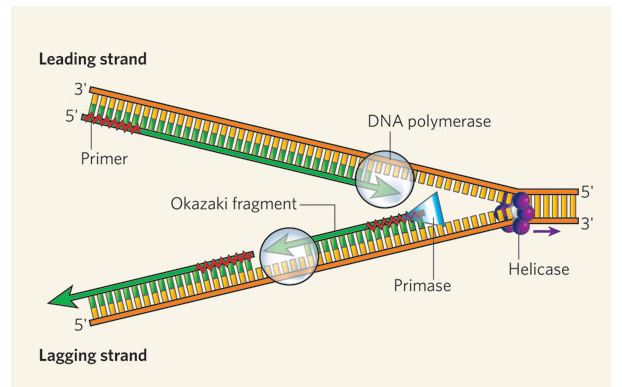 Leading strand
3'
5'
DNA polymerase
Primer
5'
Okazaki fragment
3'
Helicase
Primase
5'
Lagging strand